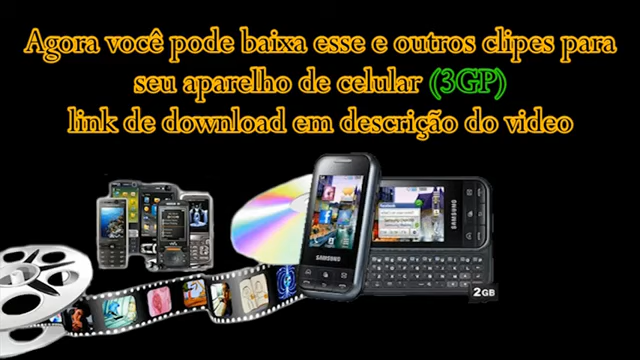 Agora você pode baixa esse e outros clipes para
seu aparelho de celular (3GP)
link de download em descrição do video
SAMSUNG
SAMSUNG
2GB